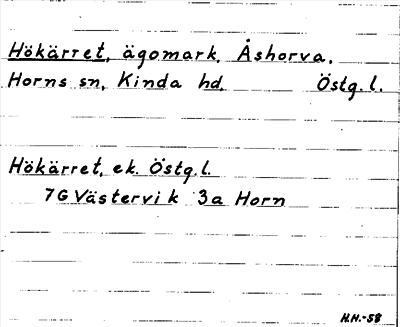 Hökärret, ägomark, Åshorva.
Horns sn, Kinda hd, Östg.l.
Hökärret, ek. Östg.l.
7G Västervik 3a Horn
H.H.-58